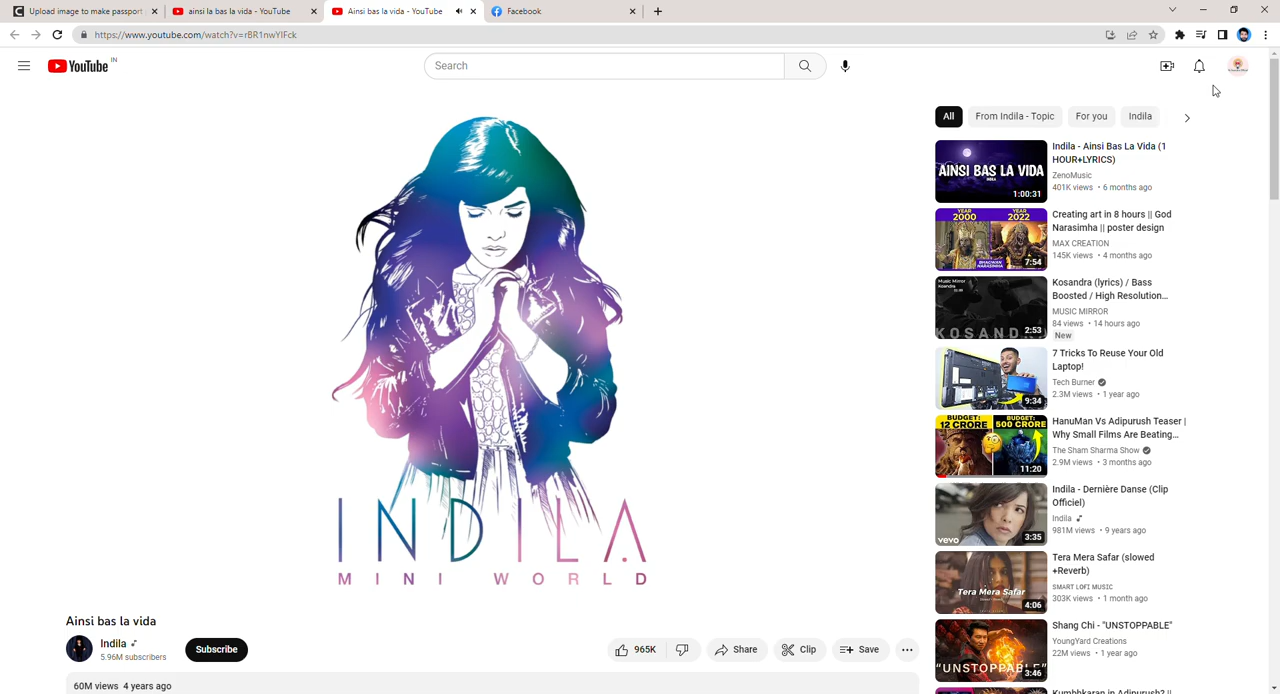 Upload image to make passport
ainsi la bas la vida - YouTube
Ainsi bas la vida - YouTube
Facebook
https://www.youtube.com/watch?v=rBR1nwYlFck
YouTube IN
Search
All
From Indila - Topic
For you
Indila
AINSI BAS LA VIDA
1:00:31
Indila - Ainsi Bas La Vida (1
HOUR+LYRICS)
ZenoMusic
401K views • 6 months ago
YEAR
2000
YEAR
2022
BHAGWAN
NARASIMHA
7:54
Creating art in 8 hours || God
Narasimha || poster design
MAX CREATION
145K views • 4 months ago
Music Mirror
Kosandra
KOSANDR
2:53
Kosandra (lyrics) / Bass
Boosted / High Resolution...
MUSIC MIRROR
84 views • 14 hours ago
New
9:34
7 Tricks To Reuse Your Old
Laptop!
Tech Burner
2.3M views • 1 year ago
BUDGET:
12 CRORE
BUDGET:
500 CRORE
11:20
HanuMan Vs Adipurush Teaser |
Why Small Films Are Beating...
The Sham Sharma Show
2.9M views • 3 months ago
vevo
3:35
Indila - Dernière Danse (Clip
Officiel)
Indila
981M views • 9 years ago
Tera Mera Safar
4:06
Tera Mera Safar (slowed
+Reverb)
SMART LOFI MUSIC
303K views • 1 month ago
"UNSTOPPABLE"
3:46
Shang Chi - "UNSTOPPABLE"
YoungYard Creations
22M views • 1 year ago
Kumbhkaran in Adipurush? ||
INDILA
MINI WORLD
Ainsi bas la vida
Indila
5.96M subscribers
Subscribe
965K
Share
Clip
Save
60M views 4 years ago